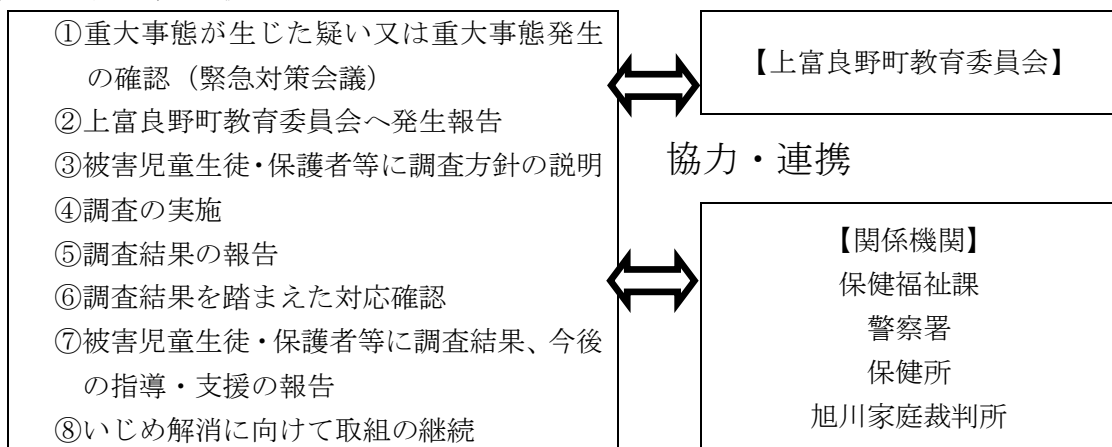 ①重大事態が生じた疑い又は重大事態発生
の確認（緊急対策会議）
②上富良野町教育委員会へ発生報告
③被害児童生徒・保護者等に調査方針の説明
④調査の実施
⑤調査結果の報告
⑥調査結果を踏まえた対応確認
⑦被害児童生徒・保護者等に調査結果、今後
の指導・支援の報告
⑧いじめ解消に向けて取組の継続
【上富良野町教育委員会】
協力・連携
【関係機関】
保健福祉課
警察署
保健所
旭川家庭裁判所